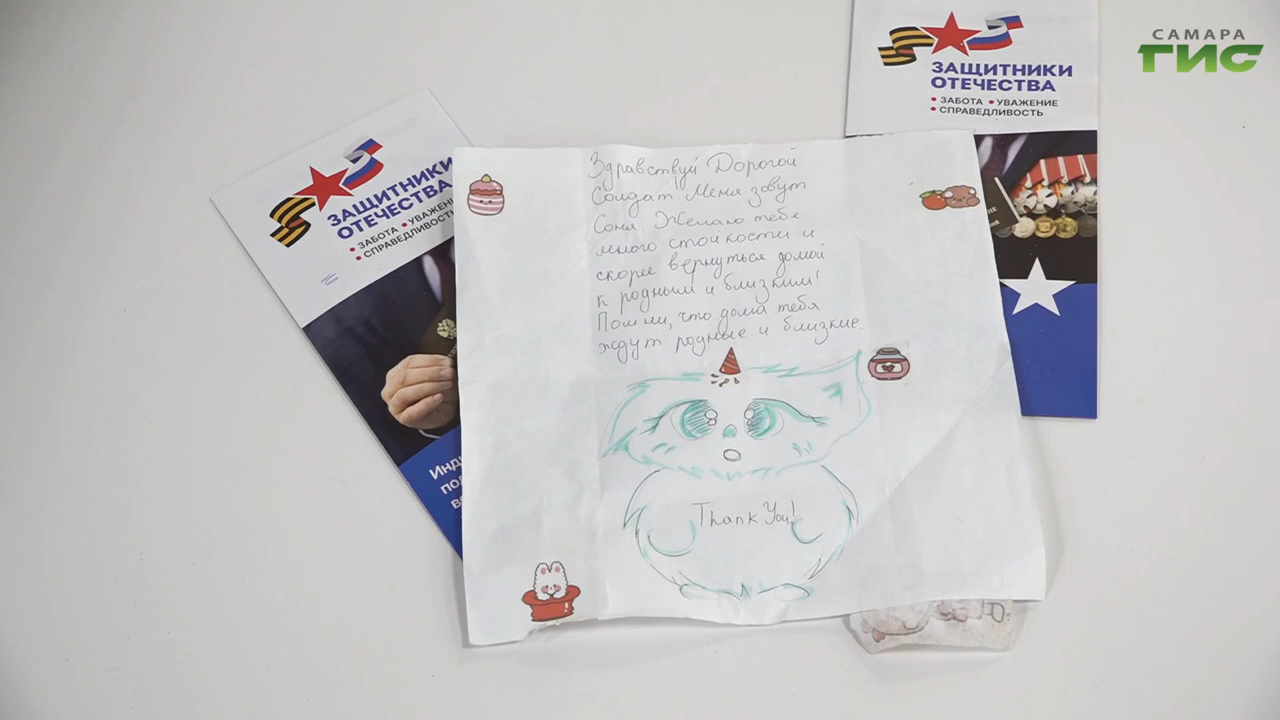 САМАРА
ГИС
ЗАЩИТНИКИ
ОТЕЧЕСТВА
• ЗАБОТА • УВАЖЕНИЕ
• СПРАВЕДЛИВОСТЬ
ЗАЩИТНИКИ
ОТЕЧЕСТВА
• ЗАБОТА • УВАЖЕН
• СПРАВЕДЛИВОСТЬ
Здравствуй Дорогой
Солдат. Меня зовут
Соня. Желаю тебе
много стойкости и
скорее вернуться домой
к родным и близким!
Помни, что дома тебя
ждут родные и близкие.
Thank You!